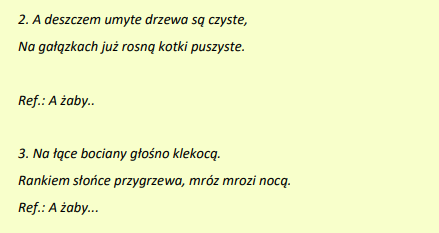 2. A deszczem umyte drzewa są czyste,
Na gałązkach już rosną kotki puszyste.
Ref.: A żaby..
3. Na łące bociany głośno klekocą.
Rankiem słońce przygrzewa, mróz mrozi nocą.
Ref.: A żaby...